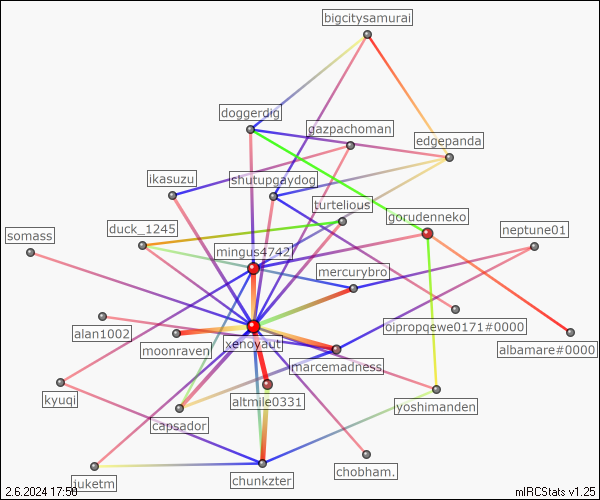 bigcitysamurai
doggerdig
gazpachoman
edgepanda
ikasuzu
shutupgaydog
turtelious
gorudenneko
duck_1245
neptune01
somass
mingus4742
mercurybro
oipropqewe0171#0000
alan1002
xenoyaut
albamare#0000
moonraven
marcemadness
kyuqi
altmile0331
yoshimanden
capsador
juketm
chunkzter
chobham.
2.6.2024 17:50
mIRCStats v1.25